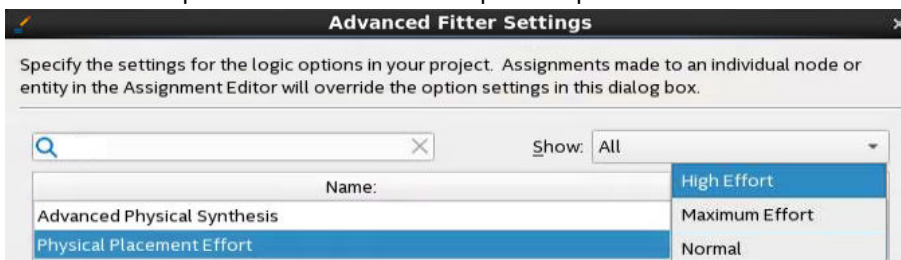 Advanced Fitter Settings
Specify the settings for the logic options in your project. Assignments made to an individual node or
entity in the Assignment Editor will override the option settings in this dialog box.
Show: All
Name:
High Effort
Advanced Physical Synthesis
Maximum Effort
Physical Placement Effort
Normal